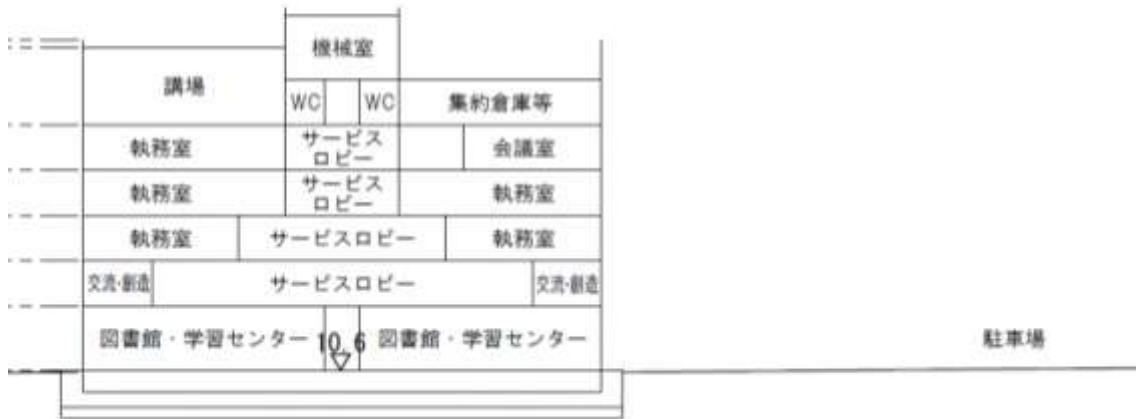 機械室
講場
WC
WC
集約倉庫等
執務室
サービス
ロビー
会議室
執務室
サービス
ロビー
執務室
執務室
サービスロビー
執務室
交流・創造
サービスロビー
交流・創造
図書館・学習センター
10.6
図書館・学習センター
駐車場